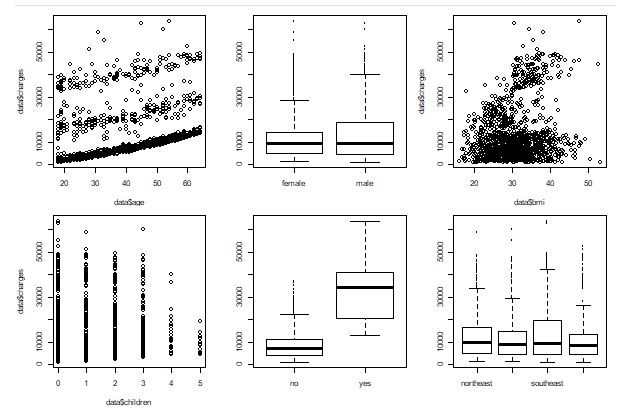 data$charges
0 10000 30000 50000
20 30 40 50 60
data$age
0 10000 30000 50000
female male
data$charges
0 10000 30000 50000
20 30 40 50
data$bmi
data$charges
0 10000 30000 50000
0 1 2 3 4 5
data$children
0 10000 30000 50000
no yes
0 10000 30000 50000
northeast southeast